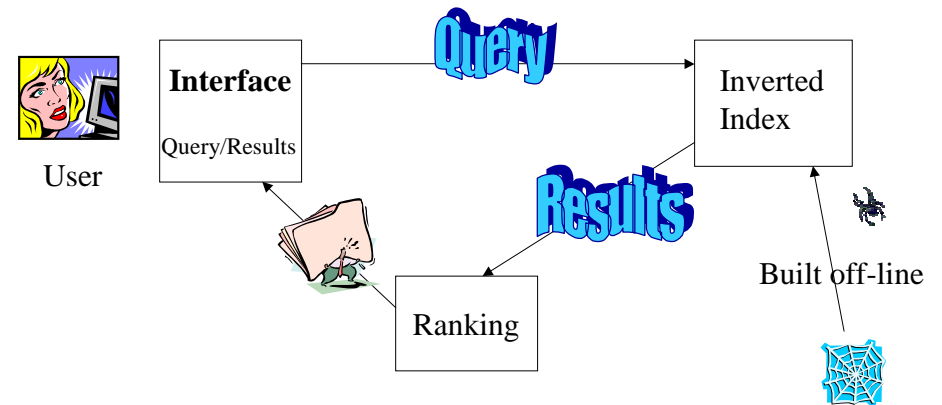 Query
Interface
Query/Results
User
Inverted
Index
Results
Built off-line
Ranking